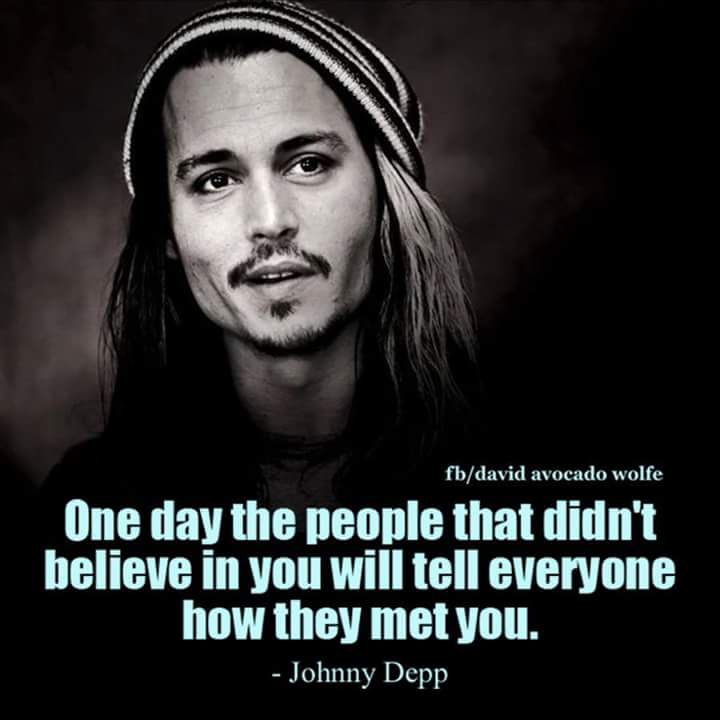 fb/david avocado wolfe
One day the people that didn't
believe in you will tell everyone
how they met you.
- Johnny Depp